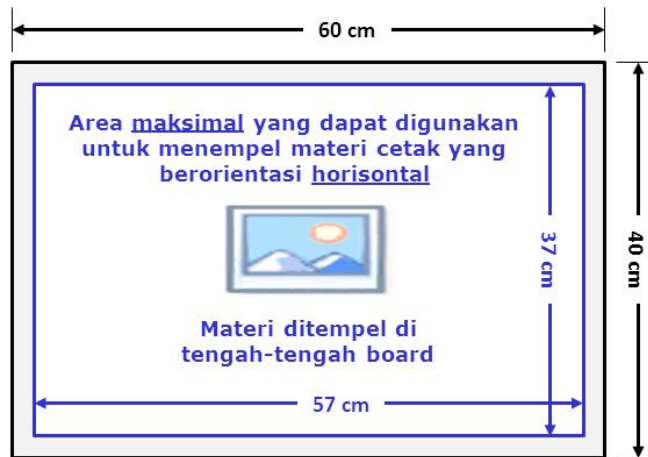 60 cm
Area maksimal yang dapat digunakan
untuk menempel materi cetak yang
berorientasi horisontal
37 cm
40 cm
Materi ditempel di
tengah-tengah board
57 cm